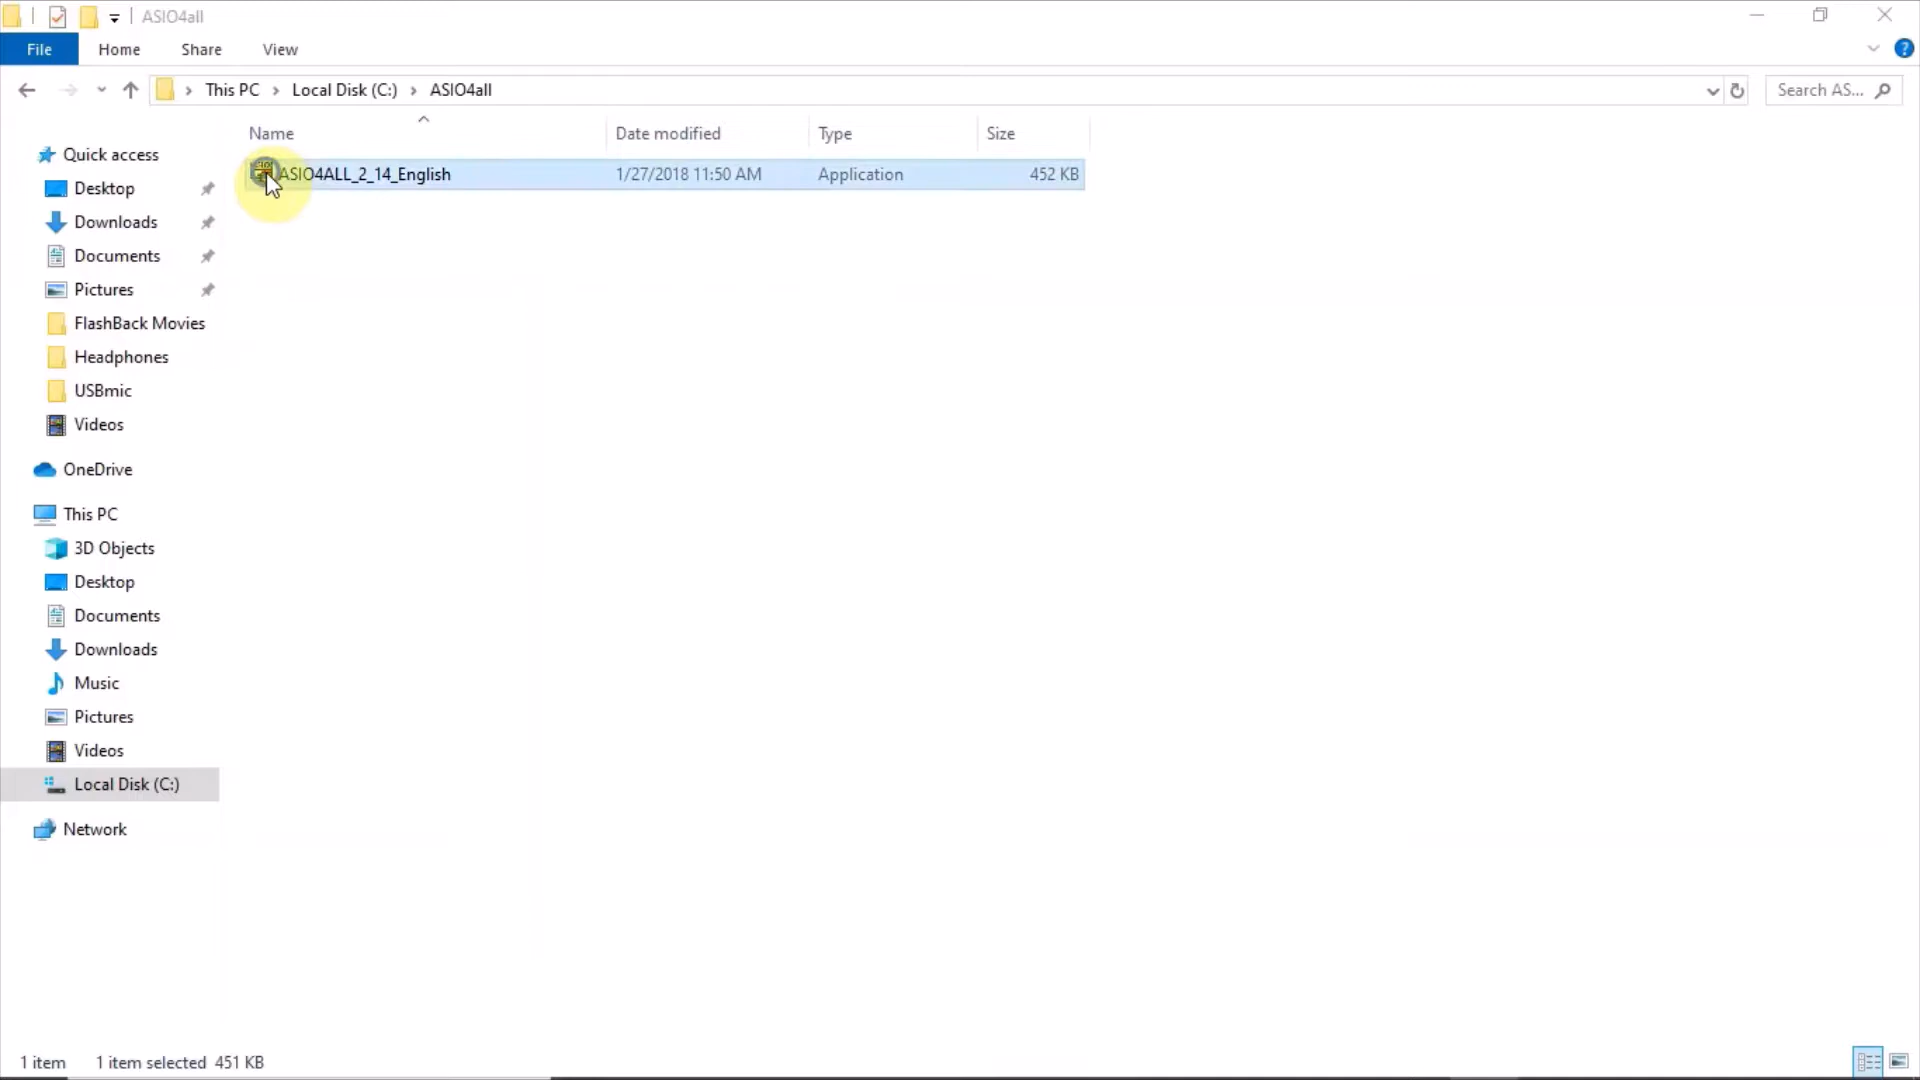 ASIO4all
File Home Share View
This PC Local Disk (C:) ASIO4all
Search AS...
Name Date modified Type Size
ASIO4ALL_2_14_English 1/27/2018 11:50 AM Application 452 KB
Quick access
Desktop
Downloads
Documents
Pictures
FlashBack Movies
Headphones
USBmic
Videos
OneDrive
This PC
3D Objects
Desktop
Documents
Downloads
Music
Pictures
Videos
Local Disk (C:)
Network
1 item 1 item selected 451 KB